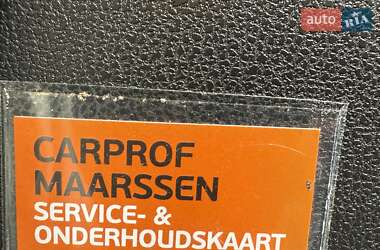 auto RIA
CARPROF
MAARSSEN
SERVICE- &
ONDERHOUDSKAART